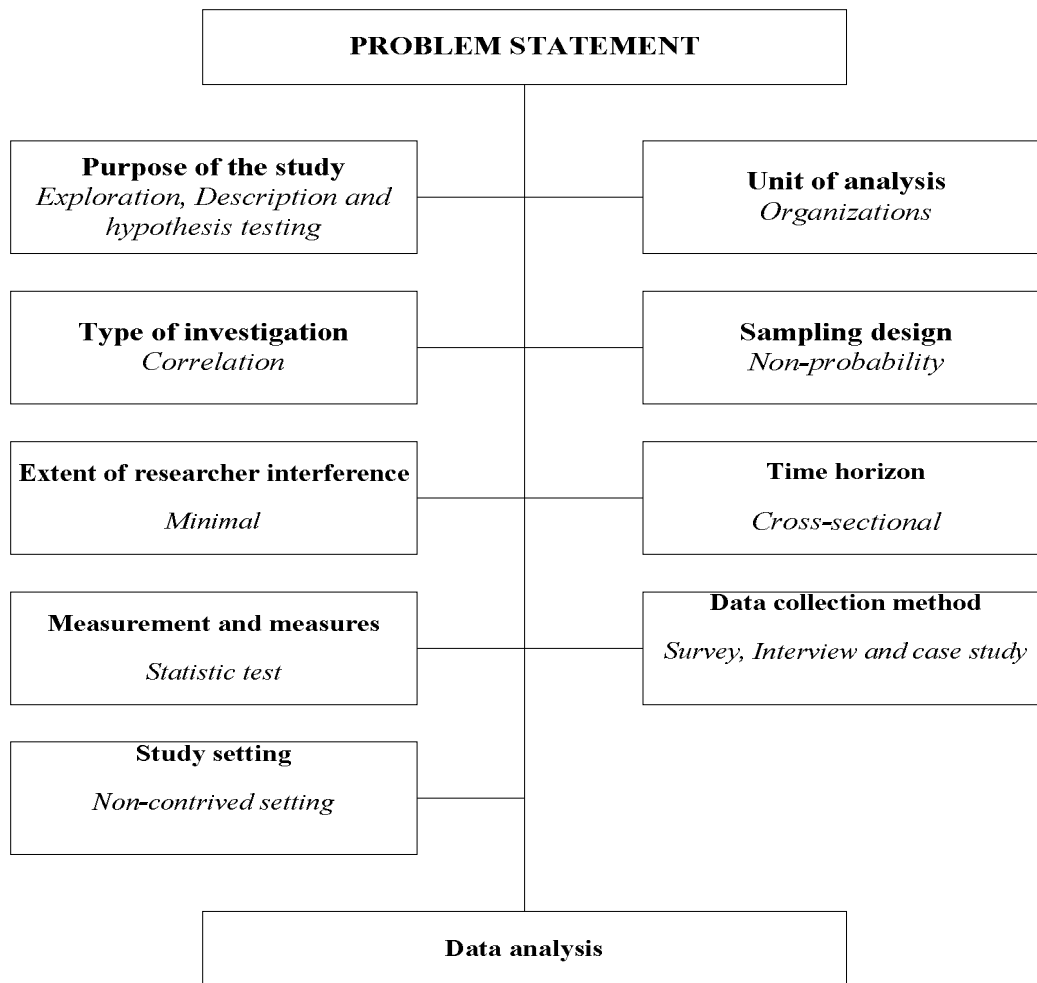 PROBLEM STATEMENT
Purpose of the study
Exploration, Description and
hypothesis testing
Unit of analysis
Organizations
Type of investigation
Correlation
Sampling design
Non-probability
Extent of researcher interference
Minimal
Time horizon
Cross-sectional
Measurement and measures
Statistic test
Data collection method
Survey, Interview and case study
Study setting
Non-contrived setting
Data analysis